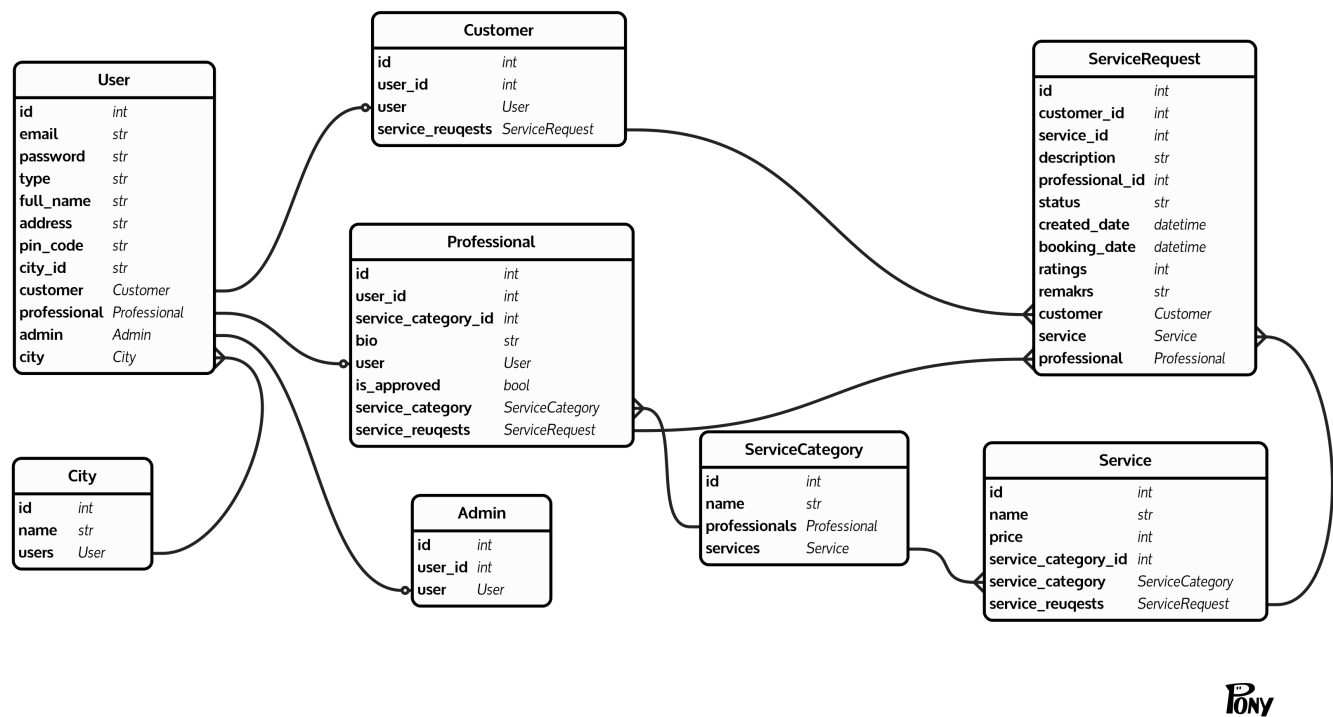 User
id int
email str
password str
type str
full_name str
address str
pin_code str
city_id str
customer Customer
professional Professional
admin Admin
city City
City
id int
name str
users User
Customer
id int
user_id int
user User
service_reuqests ServiceRequest
Professional
id int
user_id int
service_category_id int
bio str
user User
is_approved bool
service_category ServiceCategory
service_reuqests ServiceRequest
Admin
id int
user_id int
user User
ServiceCategory
id int
name str
professionals Professional
services Service
ServiceRequest
id int
customer_id int
service_id int
description str
professional_id int
status str
created_date datetime
booking_date datetime
ratings int
remakrs str
customer Customer
service Service
professional Professional
Service
id int
name str
price int
service_category_id int
service_category ServiceCategory
service_reuqests ServiceRequest
PONY